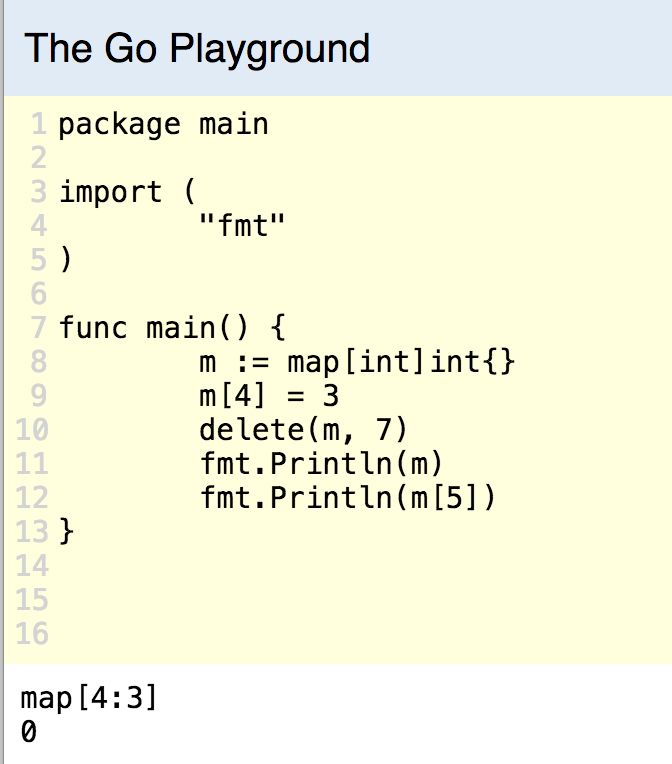 The Go Playground
1 package main
2
3 import (
4 "fmt"
5 )
6
7 func main() {
8 m := map[int]int{}
9 m[4] = 3
10 delete(m, 7)
11 fmt.Println(m)
12 fmt.Println(m[5])
13 }
14
15
16
map[4:3]
0